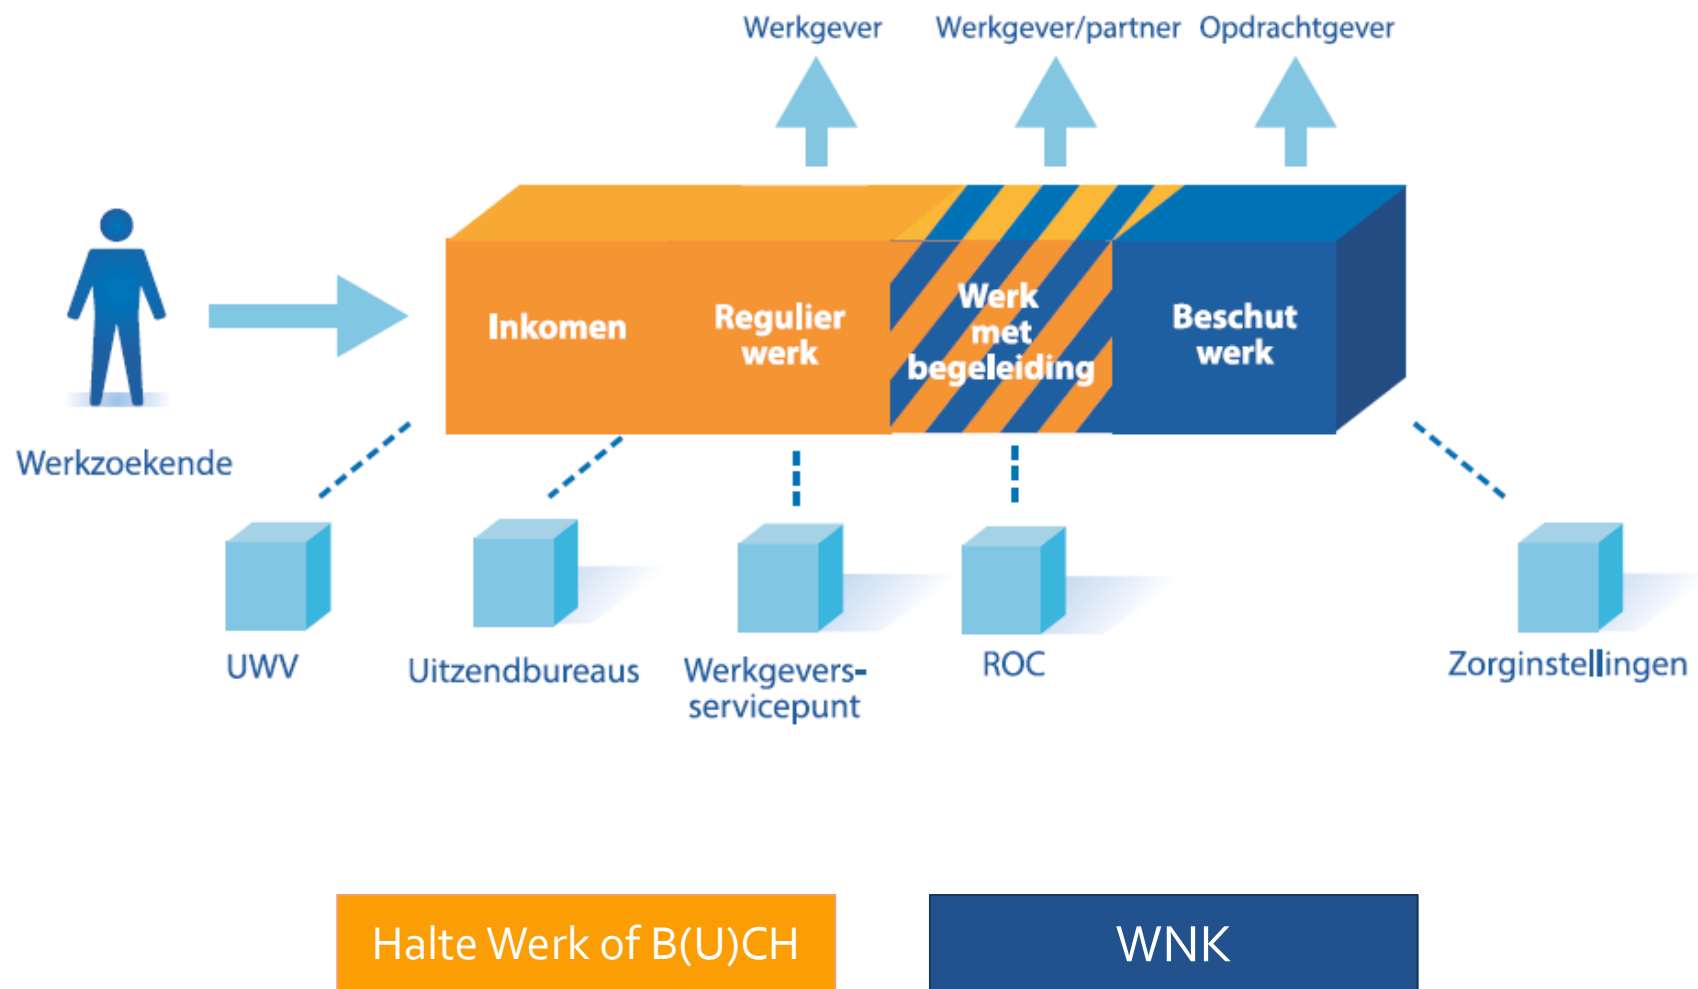 Werkgever
Werkgever/partner
Opdrachtgever
Inkomen
Regulier
werk
Werk
met
begeleiding
Beschut
werk
Werkzoekende
UWV
Uitzendbureaus
Werkgevers-
servicepunt
ROC
Zorginstellingen
Halte Werk of B(U)CH
WNK